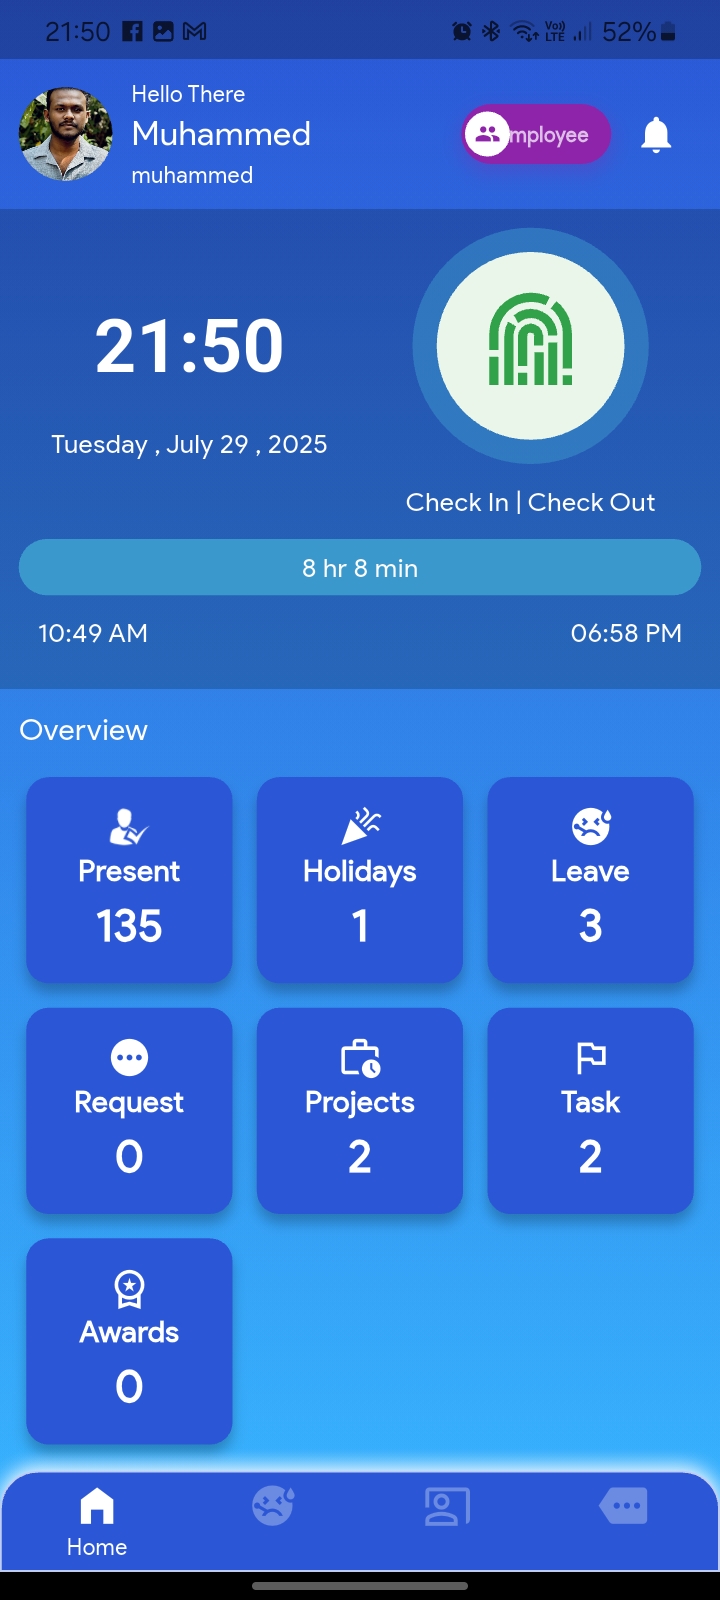 21:50 Vo)) LTE 52%
Hello There
Muhammed
muhammed
mployee
21:50
Tuesday , July 29 , 2025
Check In | Check Out
8 hr 8 min
10:49 AM 06:58 PM
Overview
Present Holidays Leave
135 1 3
Request Projects Task
0 2 2
Awards
0
Home